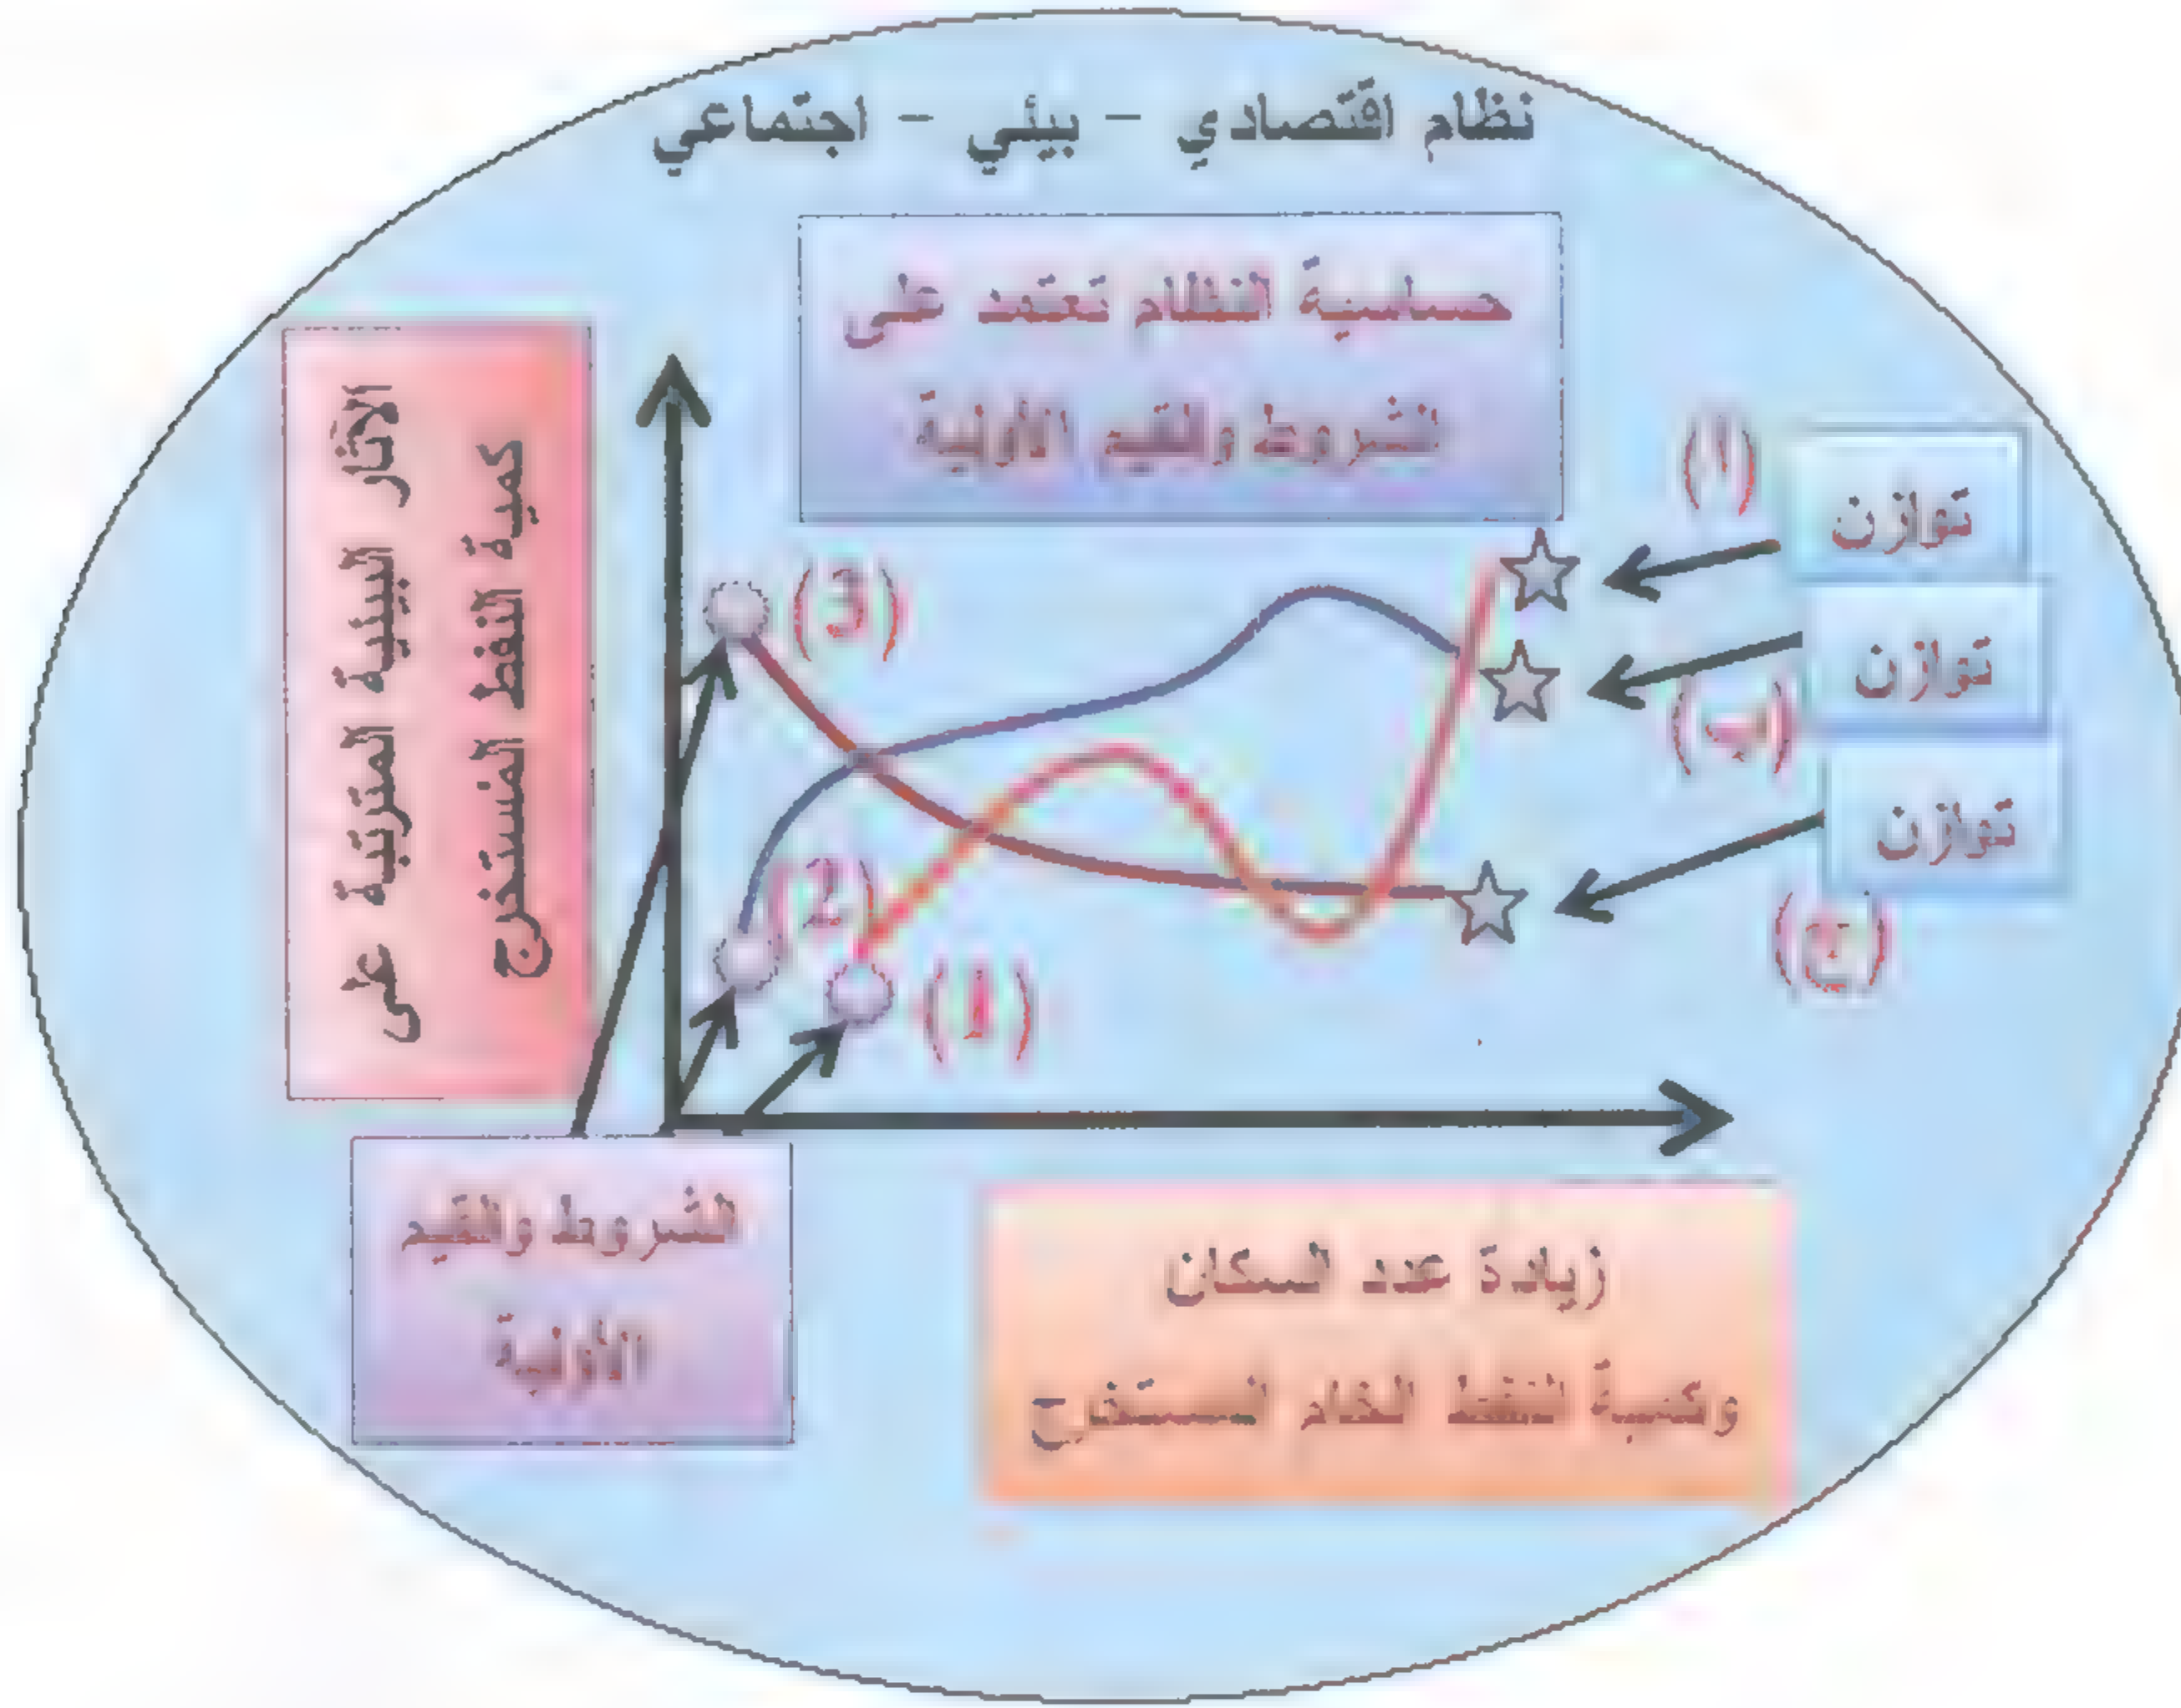 نظام اقتصادي - بيئي - اجتماعي
حساسية النظام تعتمد على
الشروط والقيم الأولية
الآثار البيئية المترتبة على
كمية النفط المستخرج
(أ)
توازن
(3)
توازن
(ب)
توازن
(2)
(ج)
(1)
الشروط والقيم
الأولية
زيادة عدد السكان
وكمية النفط الخام المستخرج